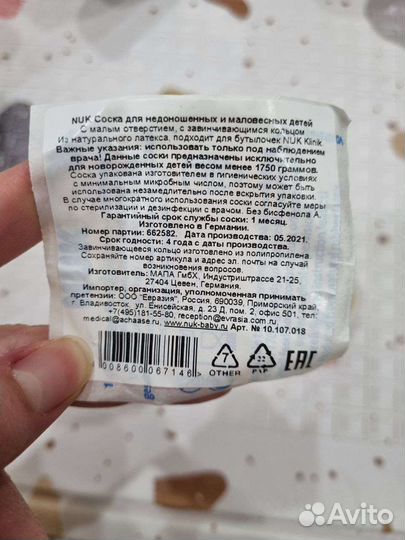 NUK Соска для недоношенных и маловесных детей
С малым отверстием, с завинчивающимся кольцом
Из натурального латекса, подходит для бутылочек NUK Klinik
Важные указания: использовать только под наблюдением
врача! Данные соски предназначены исключительно
для новорожденных детей весом менее 1750 граммов.
Соска упакована изготовителем в гигиенических условиях
с минимальным микробным числом, поэтому может быть
использована незамедлительно после вскрытия упаковки.
В случае многократного использования соски согласуйте меры
по стерилизации и дезинфекции с врачом. Без бисфенола А.
Гарантийный срок службы соски: 1 месяц.
Изготовлено в Германии.
Номер партии: 662582. Дата производства: 05.2021.
Срок годности: 4 года с даты производства.
Завинчивающееся кольцо изготовлено из полипропилена.
Сохраните номер артикула и адрес эл. почты на случай
возникновения вопросов.
Изготовитель: МАПА ГмбХ, Индустриштрассе 21-25,
27404 Цевен, Германия.
Импортер, организация, уполномоченная принимать
претензии: ООО "Евразия", Россия, 690039, Приморский край,
г. Владивосток, ул. Енисейская, д. 23 Д, пом. 2, офис 501, тел:
+7(495)181-55-80, reception@evrasia.com.ru
medical@achaase.ru, www.nuk-baby.ru Арт. № 10.107.018
008600067146 >
7
OTHER
22
PAP
EAC
Avito